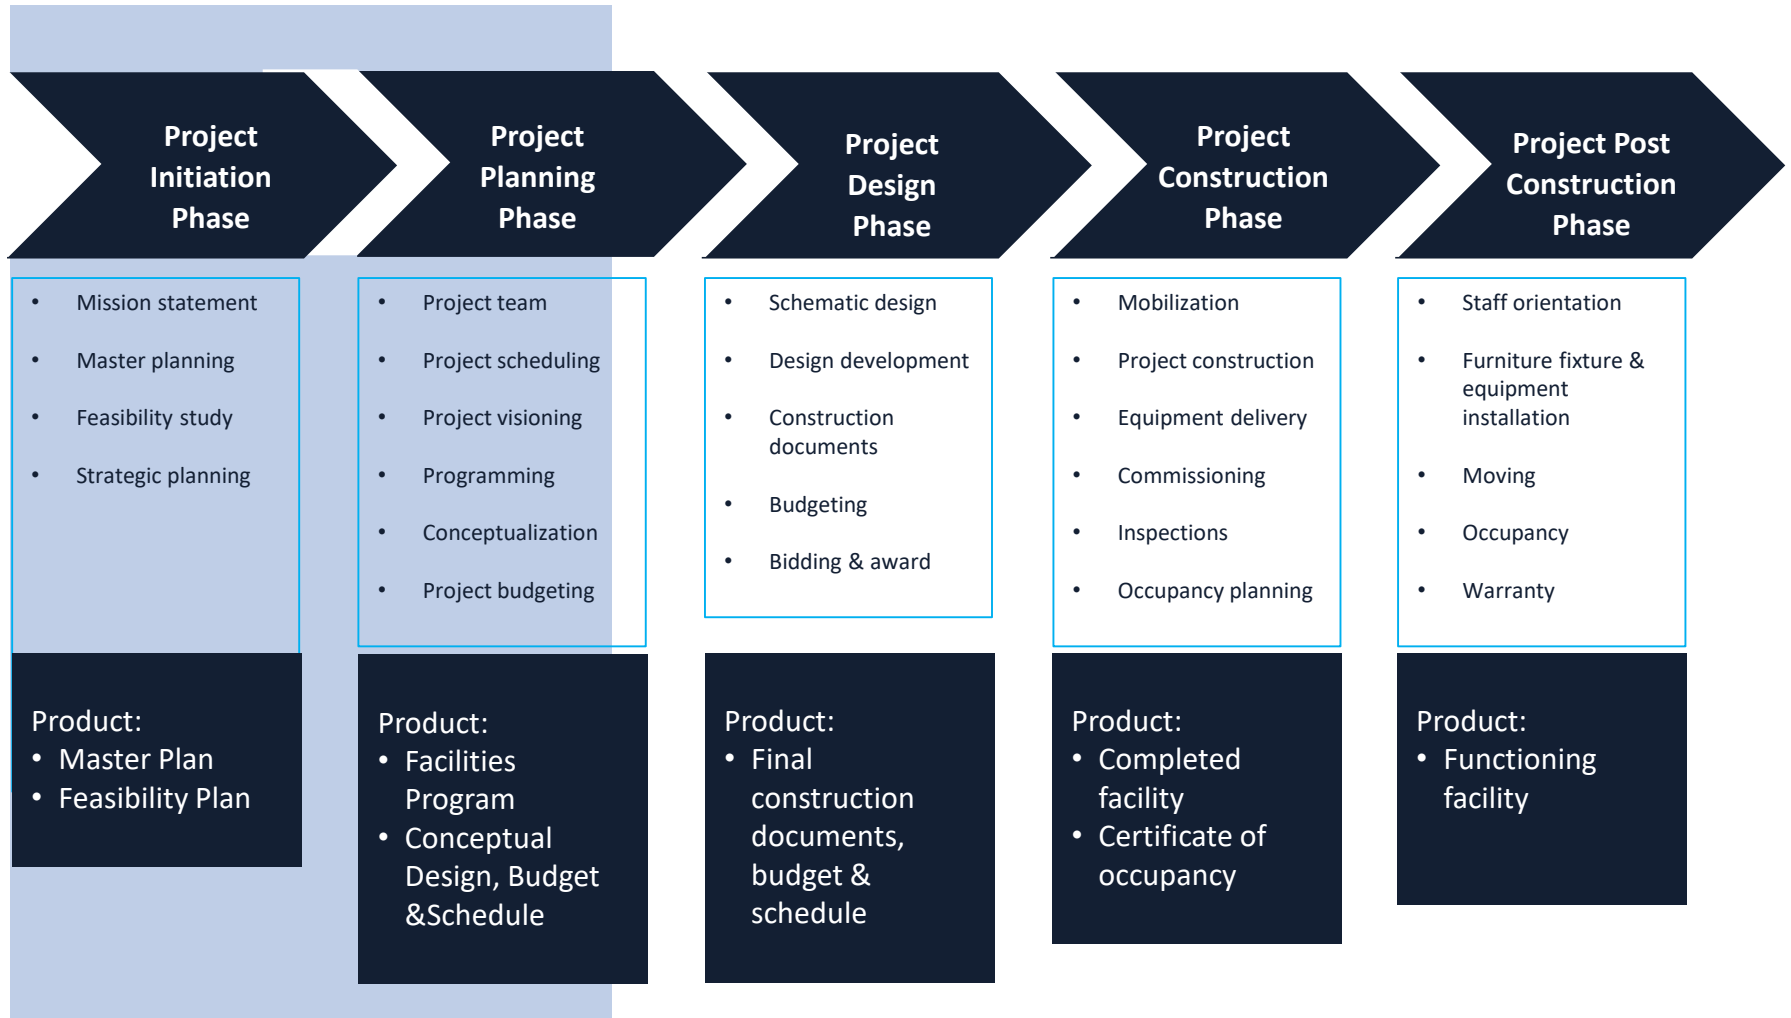 Project
Initiation
Phase
Project
Planning
Phase
Project
Design
Phase
Project
Construction
Phase
Project Post
Construction
Phase
• Mission statement
• Master planning
• Feasibility study
• Strategic planning
• Project team
• Project scheduling
• Project visioning
• Programming
• Conceptualization
• Project budgeting
• Schematic design
• Design development
• Construction
documents
• Budgeting
• Bidding & award
• Mobilization
• Project construction
• Equipment delivery
• Commissioning
• Inspections
• Occupancy planning
• Staff orientation
• Furniture fixture &
equipment
installation
• Moving
• Occupancy
• Warranty
Product:
• Master Plan
• Feasibility Plan
Product:
• Facilities
Program
• Conceptual
Design, Budget
&Schedule
Product:
• Final
construction
documents,
budget &
schedule
Product:
• Completed
facility
• Certificate of
occupancy
Product:
• Functioning
facility